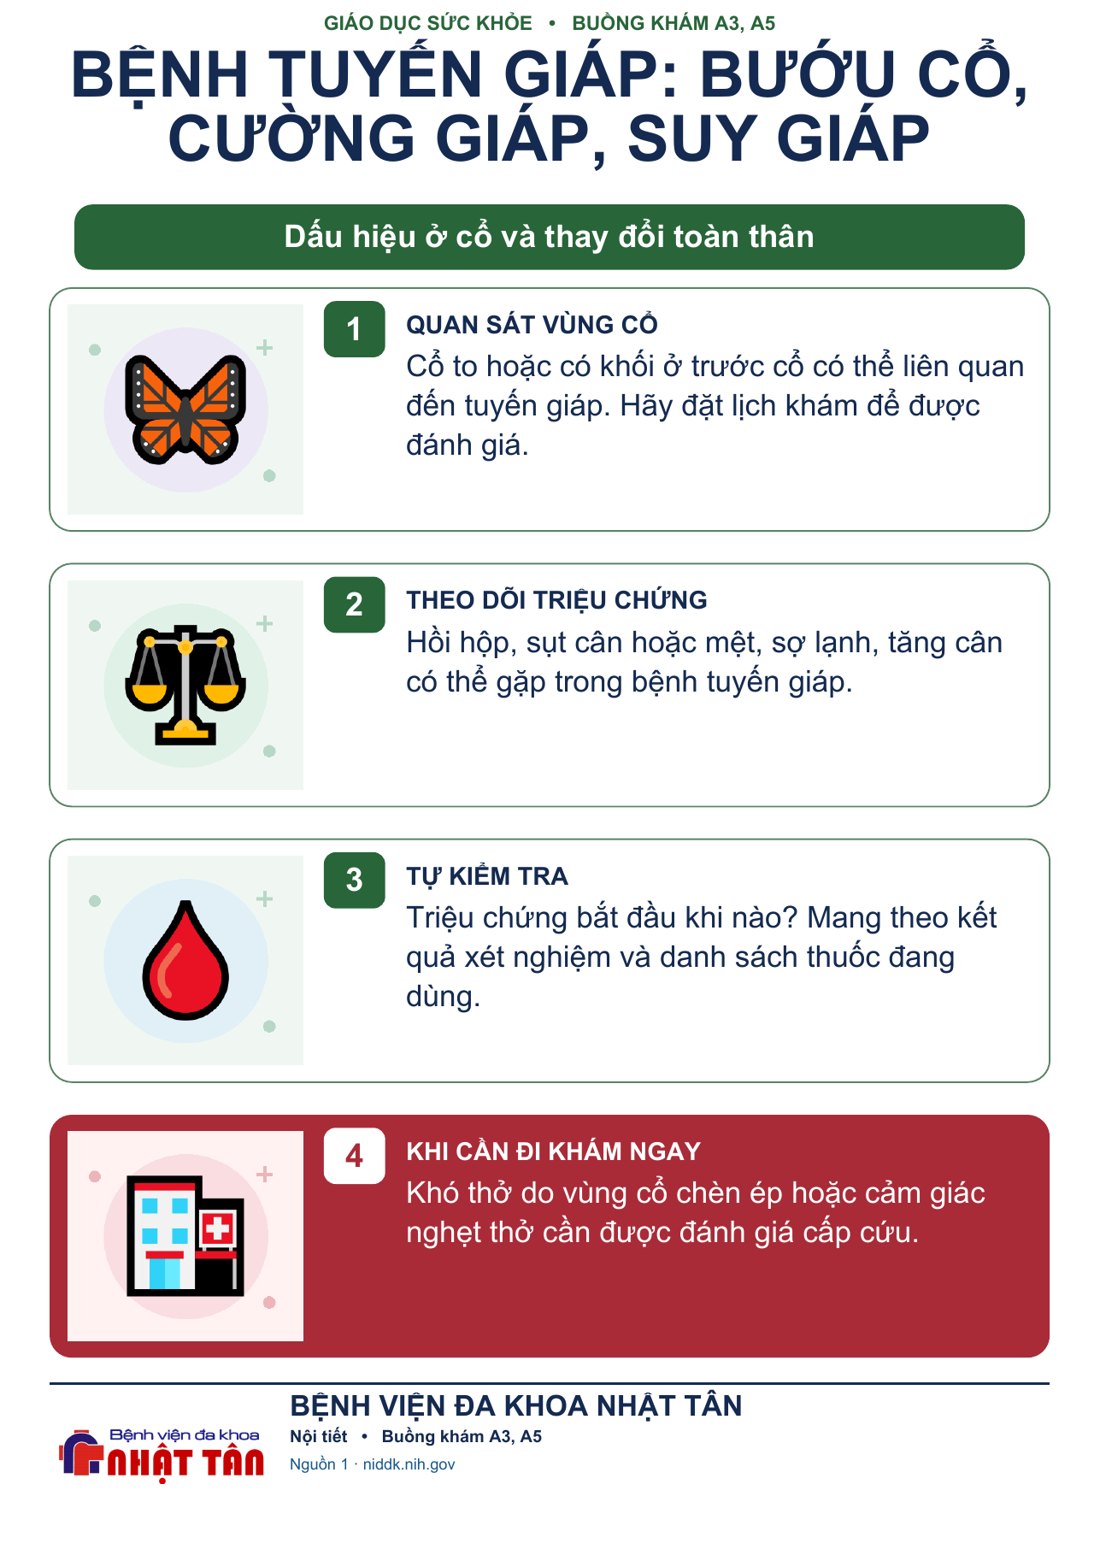 GIÁO DỤC SỨC KHỎE • BUỒNG KHÁM A3, A5
BỆNH TUYẾN GIÁP: BƯỚU CỔ,
CƯỜNG GIÁP, SUY GIÁP
Dấu hiệu ở cổ và thay đổi toàn thân
1
QUAN SÁT VÙNG CỔ
Cổ to hoặc có khối ở trước cổ có thể liên quan
đến tuyến giáp. Hãy đặt lịch khám để được
đánh giá.
2
THEO DÕI TRIỆU CHỨNG
Hồi hộp, sụt cân hoặc mệt, sợ lạnh, tăng cân
có thể gặp trong bệnh tuyến giáp.
3
TỰ KIỂM TRA
Triệu chứng bắt đầu khi nào? Mang theo kết
quả xét nghiệm và danh sách thuốc đang
dùng.
4
KHI CẦN ĐI KHÁM NGAY
Khó thở do vùng cổ chèn ép hoặc cảm giác
nghẹt thở cần được đánh giá cấp cứu.
BỆNH VIỆN ĐA KHOA NHẬT TÂN
Nội tiết • Buồng khám A3, A5
Nguồn 1 · niddk.nih.gov
Bệnh viện đa khoa
NHẬT TÂN